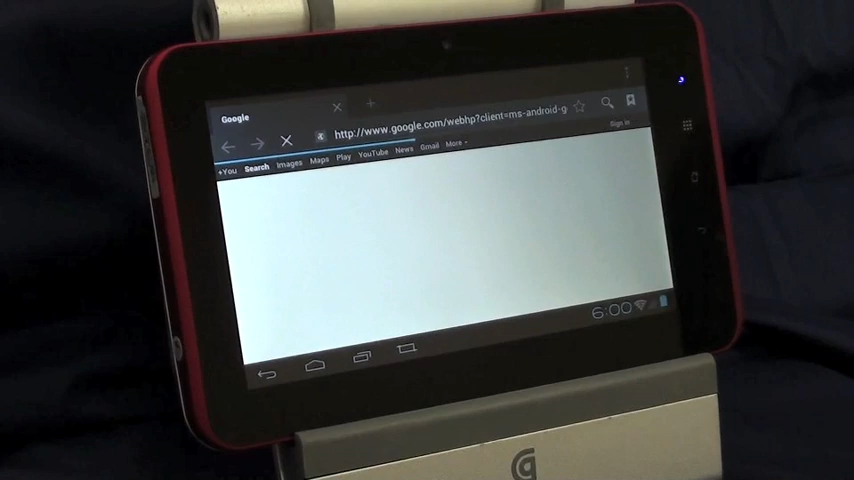 Google
http://www.google.com/webhp?client=ms-android-g
Sign in
+You Search Images Maps Play YouTube News Gmail More
6:00